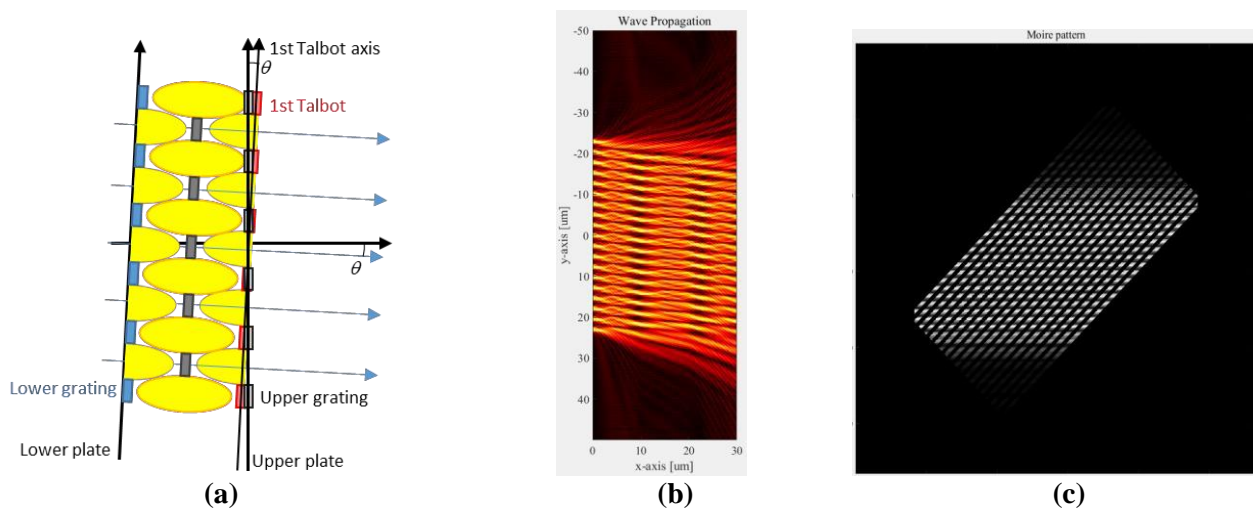 1st Talbot axis
θ
1st Talbot
θ
Lower grating
Upper grating
Lower plate
Upper plate
(a)
Wave Propagation
-50
-40
-30
-20
-10
0
10
20
30
40
y-axis [um]
0 10 20 30
x-axis [um]
(b)
Moire pattern
(c)